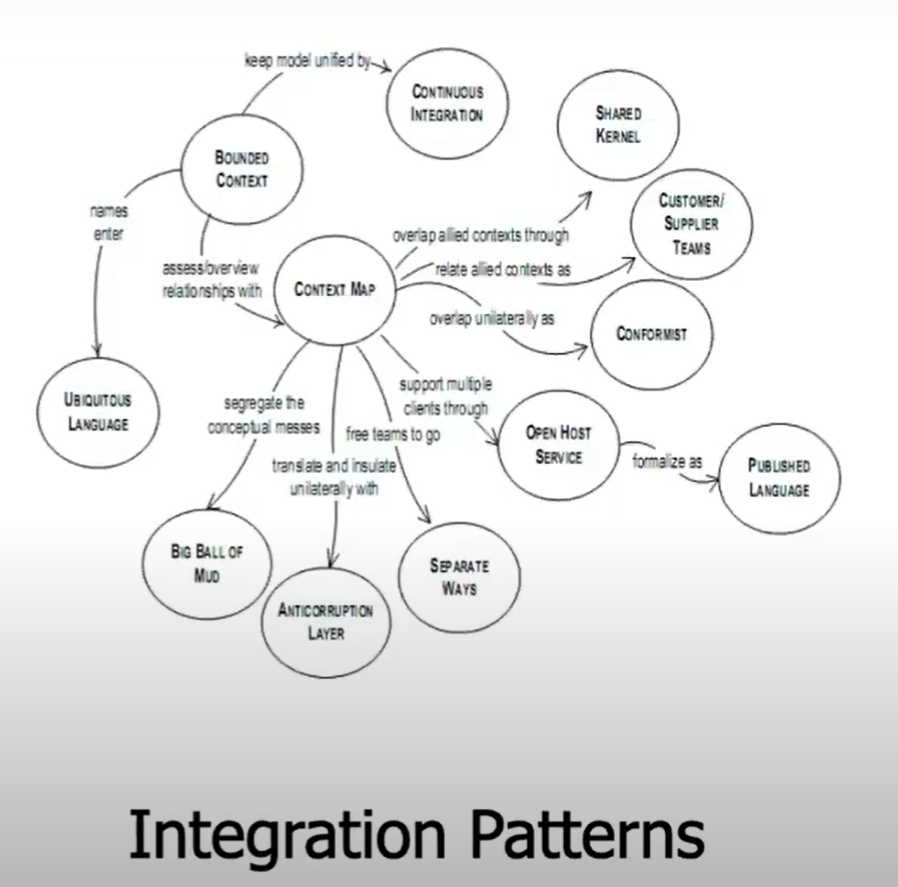 keep model unified by
CONTINUOUS
INTEGRATION
SHARED
KERNEL
BOUNDED
CONTEXT
names
enter
CUSTOMER/
SUPPLIER
TEAMS
overlap allied contexts through
assess/overview
relationships with
relate allied contexts as
CONTEXT MAP
overlap unilaterally as
CONFORMIST
UBIQUITOUS
LANGUAGE
segregate the
conceptual messes
support multiple
clients through
free teams to go
OPEN HOST
SERVICE
formalize as
PUBLISHED
LANGUAGE
translate and insulate
unilaterally with
BIG BALL OF
MUD
SEPARATE
WAYS
ANTICORRUPTION
LAYER
Integration Patterns